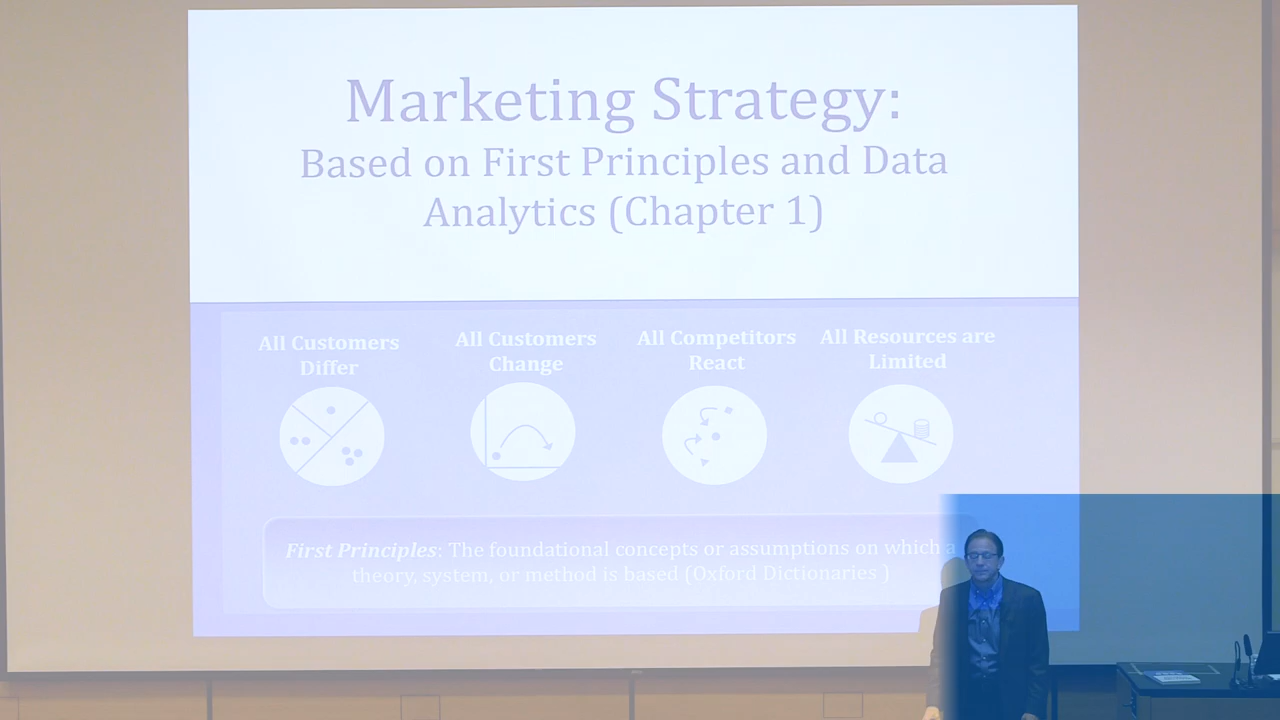 Marketing Strategy:
Based on First Principles and Data
Analytics (Chapter 1)
All Customers
Differ
All Customers
Change
All Competitors
React
All Resources are
Limited
First Principles: The foundational concepts or assumptions on which a
theory, system, or method is based (Oxford Dictionaries )